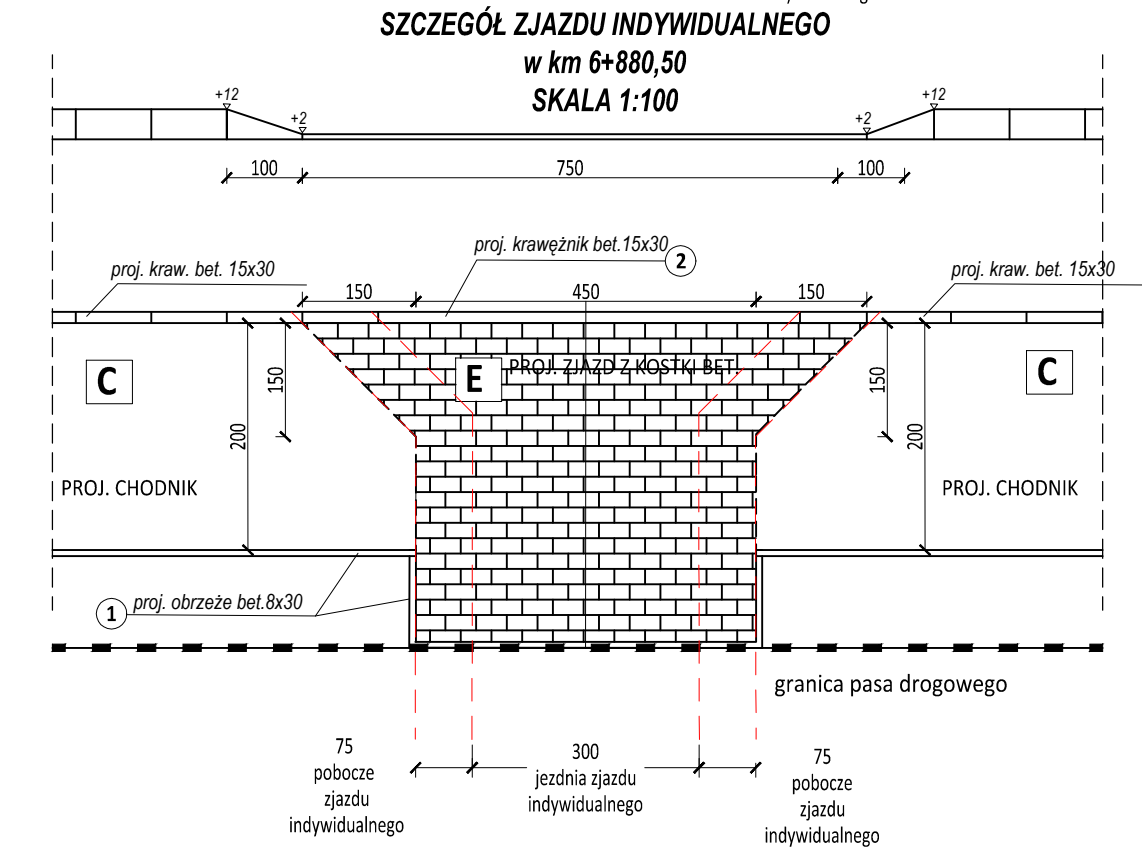 SZCZEGÓŁ ZJAZDU INDYWIDUALNEGO
w km 6+880,50
SKALA 1:100
+12
+2
+2
+12
100
750
100
proj. krawężnik bet.15x30
2
proj. kraw. bet. 15x30
proj. kraw. bet. 15x30
150
450
150
C
E
PROJ. ZJAZD Z KOSTKI BET.
C
150
150
200
200
PROJ. CHODNIK
PROJ. CHODNIK
1
proj. obrzeże bet.8x30
granica pasa drogowego
75
pobocze
zjazdu
indywidualnego
300
jezdnia zjazdu
indywidualnego
75
pobocze
zjazdu
indywidualnego